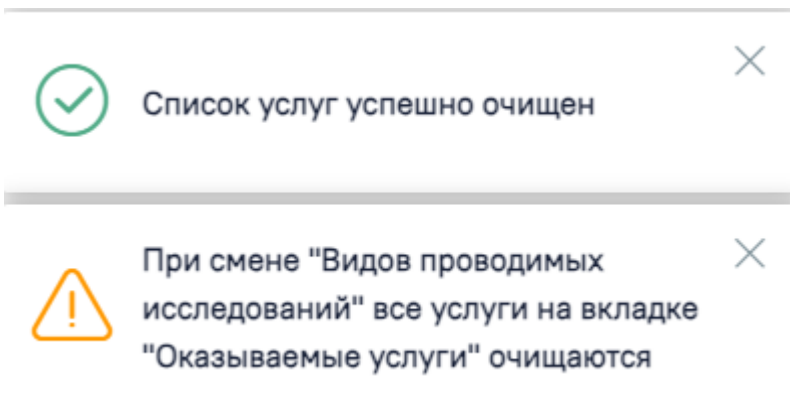 Список услуг успешно очищен
При смене "Видов проводимых
исследований" все услуги на вкладке
"Оказываемые услуги" очищаются